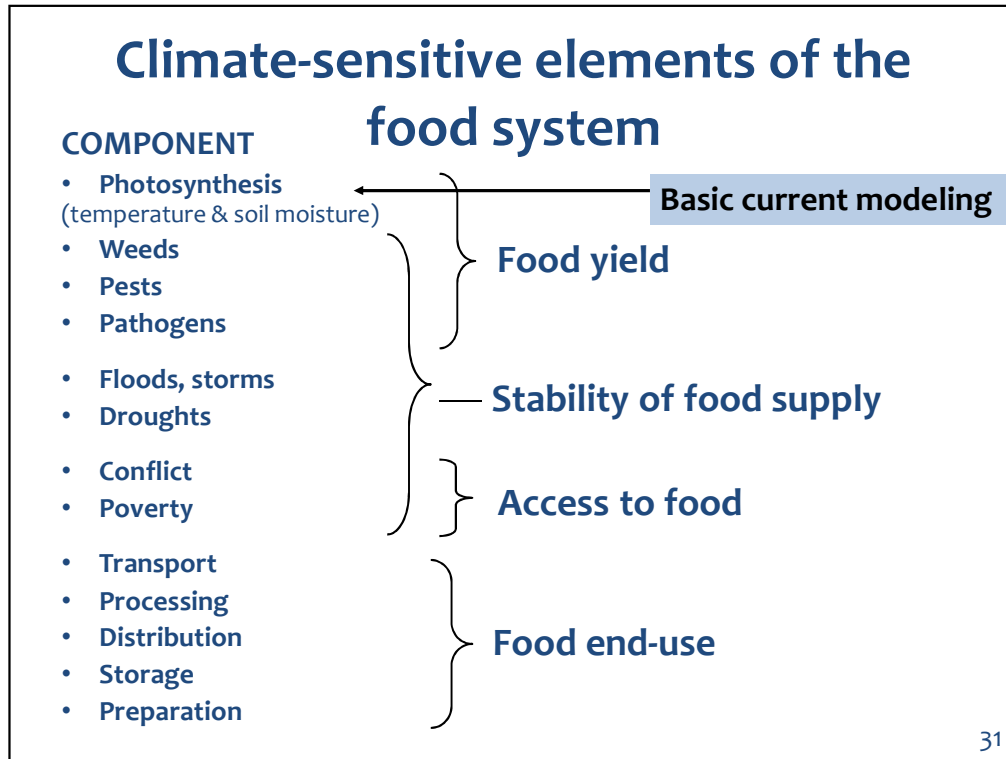 Climate-sensitive elements of the
food system
COMPONENT
• Photosynthesis
(temperature & soil moisture)
Basic current modeling
• Weeds
• Pests
• Pathogens
Food yield
• Floods, storms
• Droughts
Stability of food supply
• Conflict
• Poverty
Access to food
• Transport
• Processing
• Distribution
• Storage
• Preparation
Food end-use
31